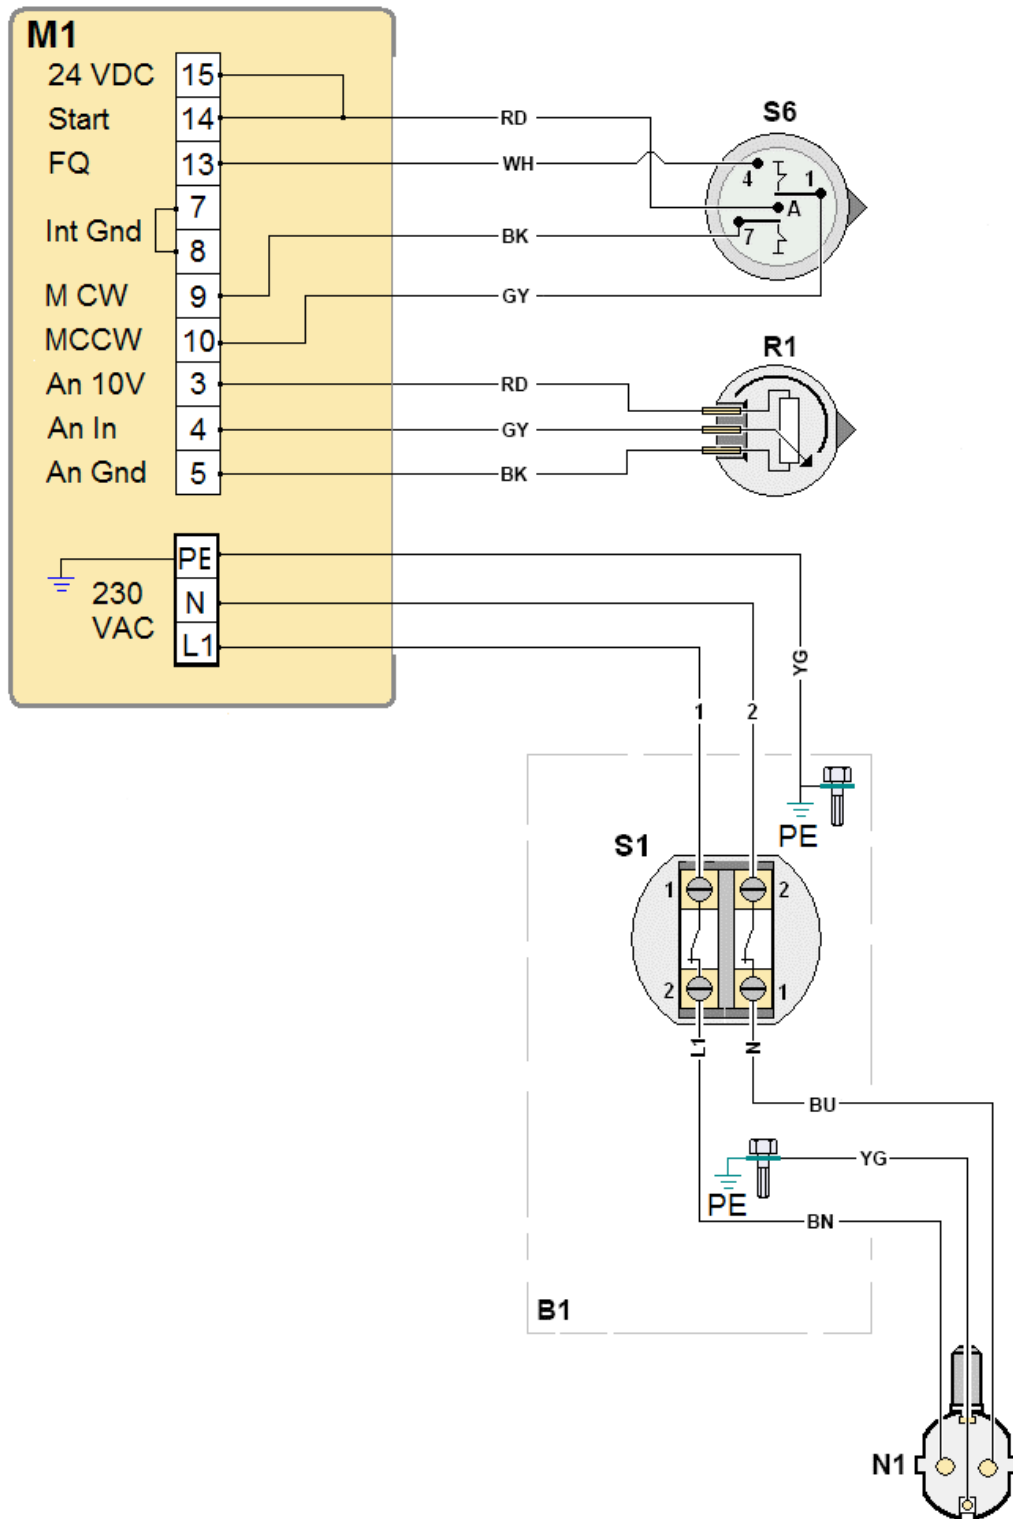 M1
24 VDC 15
Start 14
FQ 13
7
Int Gnd
8
M CW 9
MCCW 10
An 10V 3
An In 4
An Gnd 5
PE
230
VAC
N
L1
RD
WH
BK
GY
S6
4 1
A
7
R1
RD
GY
BK
YG
1 2
PE
S1
1 2
2 1
L1 N
BU
YG
PE
BN
B1
N1